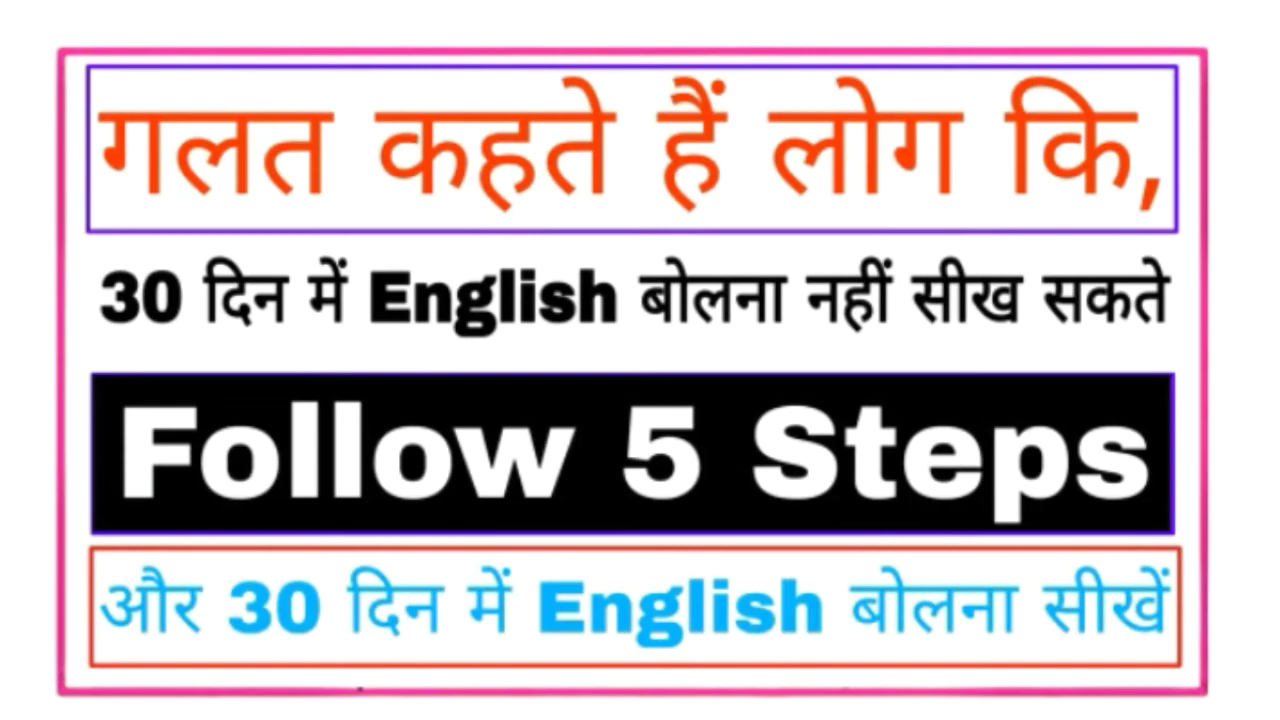 गलत कहते हैं लोग कि,
30 दिन में English बोलना नहीं सीख सकते
Follow 5 Steps
और 30 दिन में English बोलना सीखें